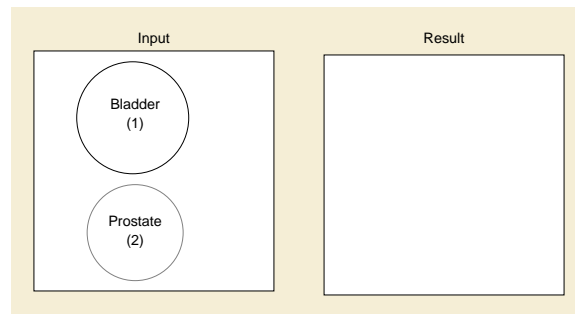 Input
Result
Bladder
(1)
Prostate
(2)